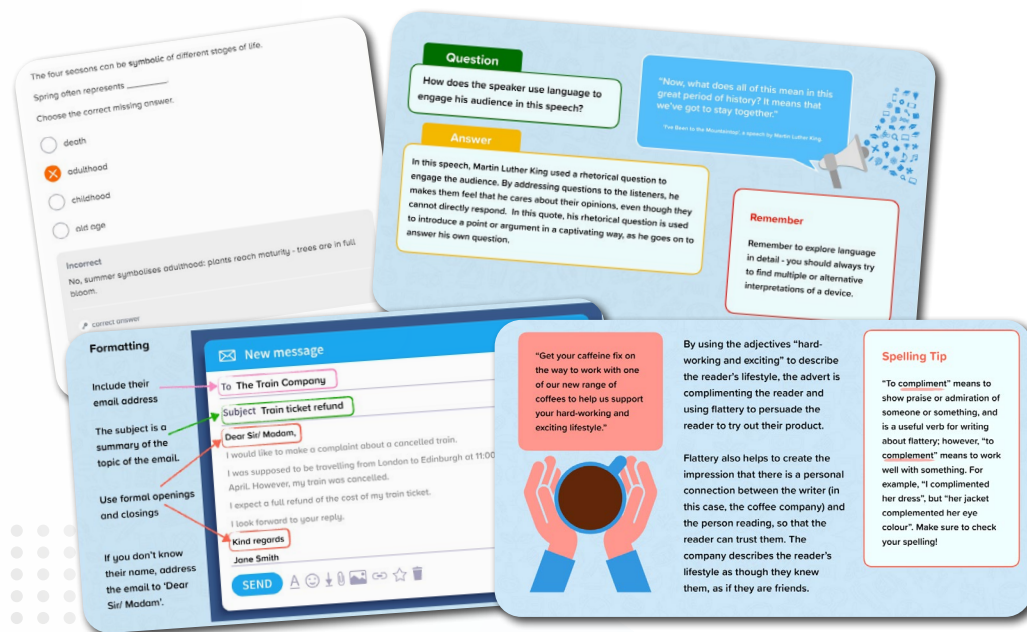 The four seasons can be symbolic of different stages of life.
Spring often represents ________
Choose the correct missing answer.
death
adulthood
childhood
old age
Incorrect
No, summer symbolises adulthood: plants reach maturity - trees are in full
bloom.
correct answer
Question
How does the speaker use language to
engage his audience in this speech?
"Now, what does all of this mean in this
great period of history? It means that
we've got to stay together."
'I've Been to the Mountaintop', a speech by Martin Luther King
Answer
In this speech, Martin Luther King used a rhetorical question to
engage the audience. By addressing questions to the listeners, he
makes them feel that he cares about their opinions, even though they
cannot directly respond. In this quote, his rhetorical question is used
to introduce a point or argument in a captivating way, as he goes on to
answer his own question.
Remember
Remember to explore language
in detail - you should always try
to find multiple or alternative
interpretations of a device.
Formatting
Include their
email address
The subject is a
summary of the
topic of the email.
Use formal openings
and closings
If you don't know
their name, address
the email to 'Dear
Sir/ Madam'.
New message
To The Train Company
Subject Train ticket refund
Dear Sir/ Madam,
I would like to make a complaint about a cancelled train.
I was supposed to be travelling from London to Edinburgh at 11:00
April. However, my train was cancelled.
I expect a full refund of the cost of my train ticket.
I look forward to your reply.
Kind regards
Jane Smith
SEND
"Get your caffeine fix on
the way to work with one
of our new range of
coffees to help us support
your hard-working and
exciting lifestyle."
By using the adjectives "hard-
working and exciting" to describe
the reader's lifestyle, the advert is
complimenting the reader and
using flattery to persuade the
reader to try out their product.
Flattery also helps to create the
impression that there is a personal
connection between the writer (in
this case, the coffee company) and
the person reading, so that the
reader can trust them. The
company describes the reader's
lifestyle as though they knew
them, as if they are friends.
Spelling Tip
"To compliment" means to
show praise or admiration of
someone or something, and
is a useful verb for writing
about flattery; however, "to
complement" means to work
well with something. For
example, "I complimented
her dress", but "her jacket
complemented her eye
colour". Make sure to check
your spelling!